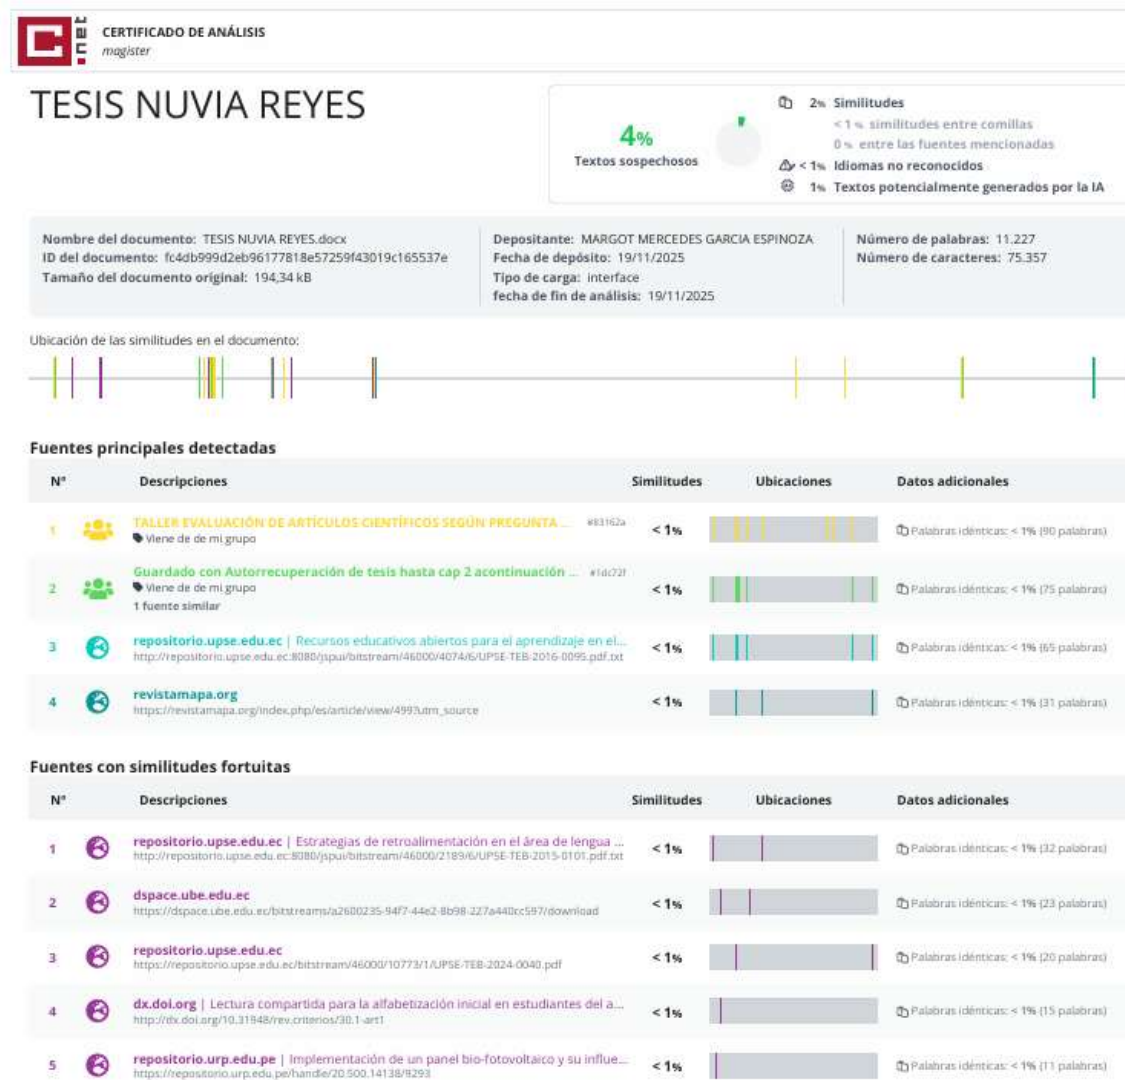 net
CERTIFICADO DE ANÁLISIS
magister
TESIS NUVIA REYES
4%
Textos sospechosos
2% Similitudes
< 1 % similitudes entre comillas
0 % entre las fuentes mencionadas
< 1% Idiomas no reconocidos
1% Textos potencialmente generados por la IA
Nombre del documento: TESIS NUVIA REYES.docx
ID del documento: fc4db999d2eb96177818e57259f43019c165537e
Tamaño del documento original: 194,34 kB
Depositante: MARGOT MERCEDES GARCIA ESPINOZA
Fecha de depósito: 19/11/2025
Tipo de carga: interface
fecha de fin de análisis: 19/11/2025
Número de palabras: 11.227
Número de caracteres: 75.357
Ubicación de las similitudes en el documento:
Fuentes principales detectadas
N° Descripciones Similitudes Ubicaciones Datos adicionales
1 TALLER EVALUACIÓN DE ARTÍCULOS CIENTÍFICOS SEGÚN PREGUNTA ... #83162a < 1% Palabras idénticas: < 1% (90 palabras)
Viene de de mi grupo
2 Guardado con Autorrecuperación de tesis hasta cap 2 acontinuación ... #1dc72f < 1% Palabras idénticas: < 1% (75 palabras)
Viene de de mi grupo
1 fuente similar
3 repositorio.upse.edu.ec | Recursos educativos abiertos para el aprendizaje en el... < 1% Palabras idénticas: < 1% (65 palabras)
http://repositorio.upse.edu.ec:8080/jspui/bitstream/46000/4074/6/UPSE-TEB-2016-0095.pdf.txt
4 revistamapa.org < 1% Palabras idénticas: < 1% (31 palabras)
https://revistamapa.org/index.php/es/article/view/499?utm_source
Fuentes con similitudes fortuitas
N° Descripciones Similitudes Ubicaciones Datos adicionales
1 repositorio.upse.edu.ec | Estrategias de retroalimentación en el área de lengua ... < 1% Palabras idénticas: < 1% (32 palabras)
http://repositorio.upse.edu.ec:8080/jspui/bitstream/46000/2189/6/UPSE-TEB-2015-0101.pdf.txt
2 dspace.ube.edu.ec < 1% Palabras idénticas: < 1% (23 palabras)
https://dspace.ube.edu.ec/bitstreams/a2600235-94f7-44e2-8b98-227a440cc597/download
3 repositorio.upse.edu.ec < 1% Palabras idénticas: < 1% (20 palabras)
https://repositorio.upse.edu.ec/bitstream/46000/10773/1/UPSE-TEB-2024-0040.pdf
4 dx.doi.org | Lectura compartida para la alfabetización inicial en estudiantes del a... < 1% Palabras idénticas: < 1% (15 palabras)
http://dx.doi.org/10.31948/rev.criterios/30.1-art1
5 repositorio.urp.edu.pe | Implementación de un panel bio-fotovoltaico y su influe... < 1% Palabras idénticas: < 1% (11 palabras)
https://repositorio.urp.edu.pe/handle/20.500.14138/9293